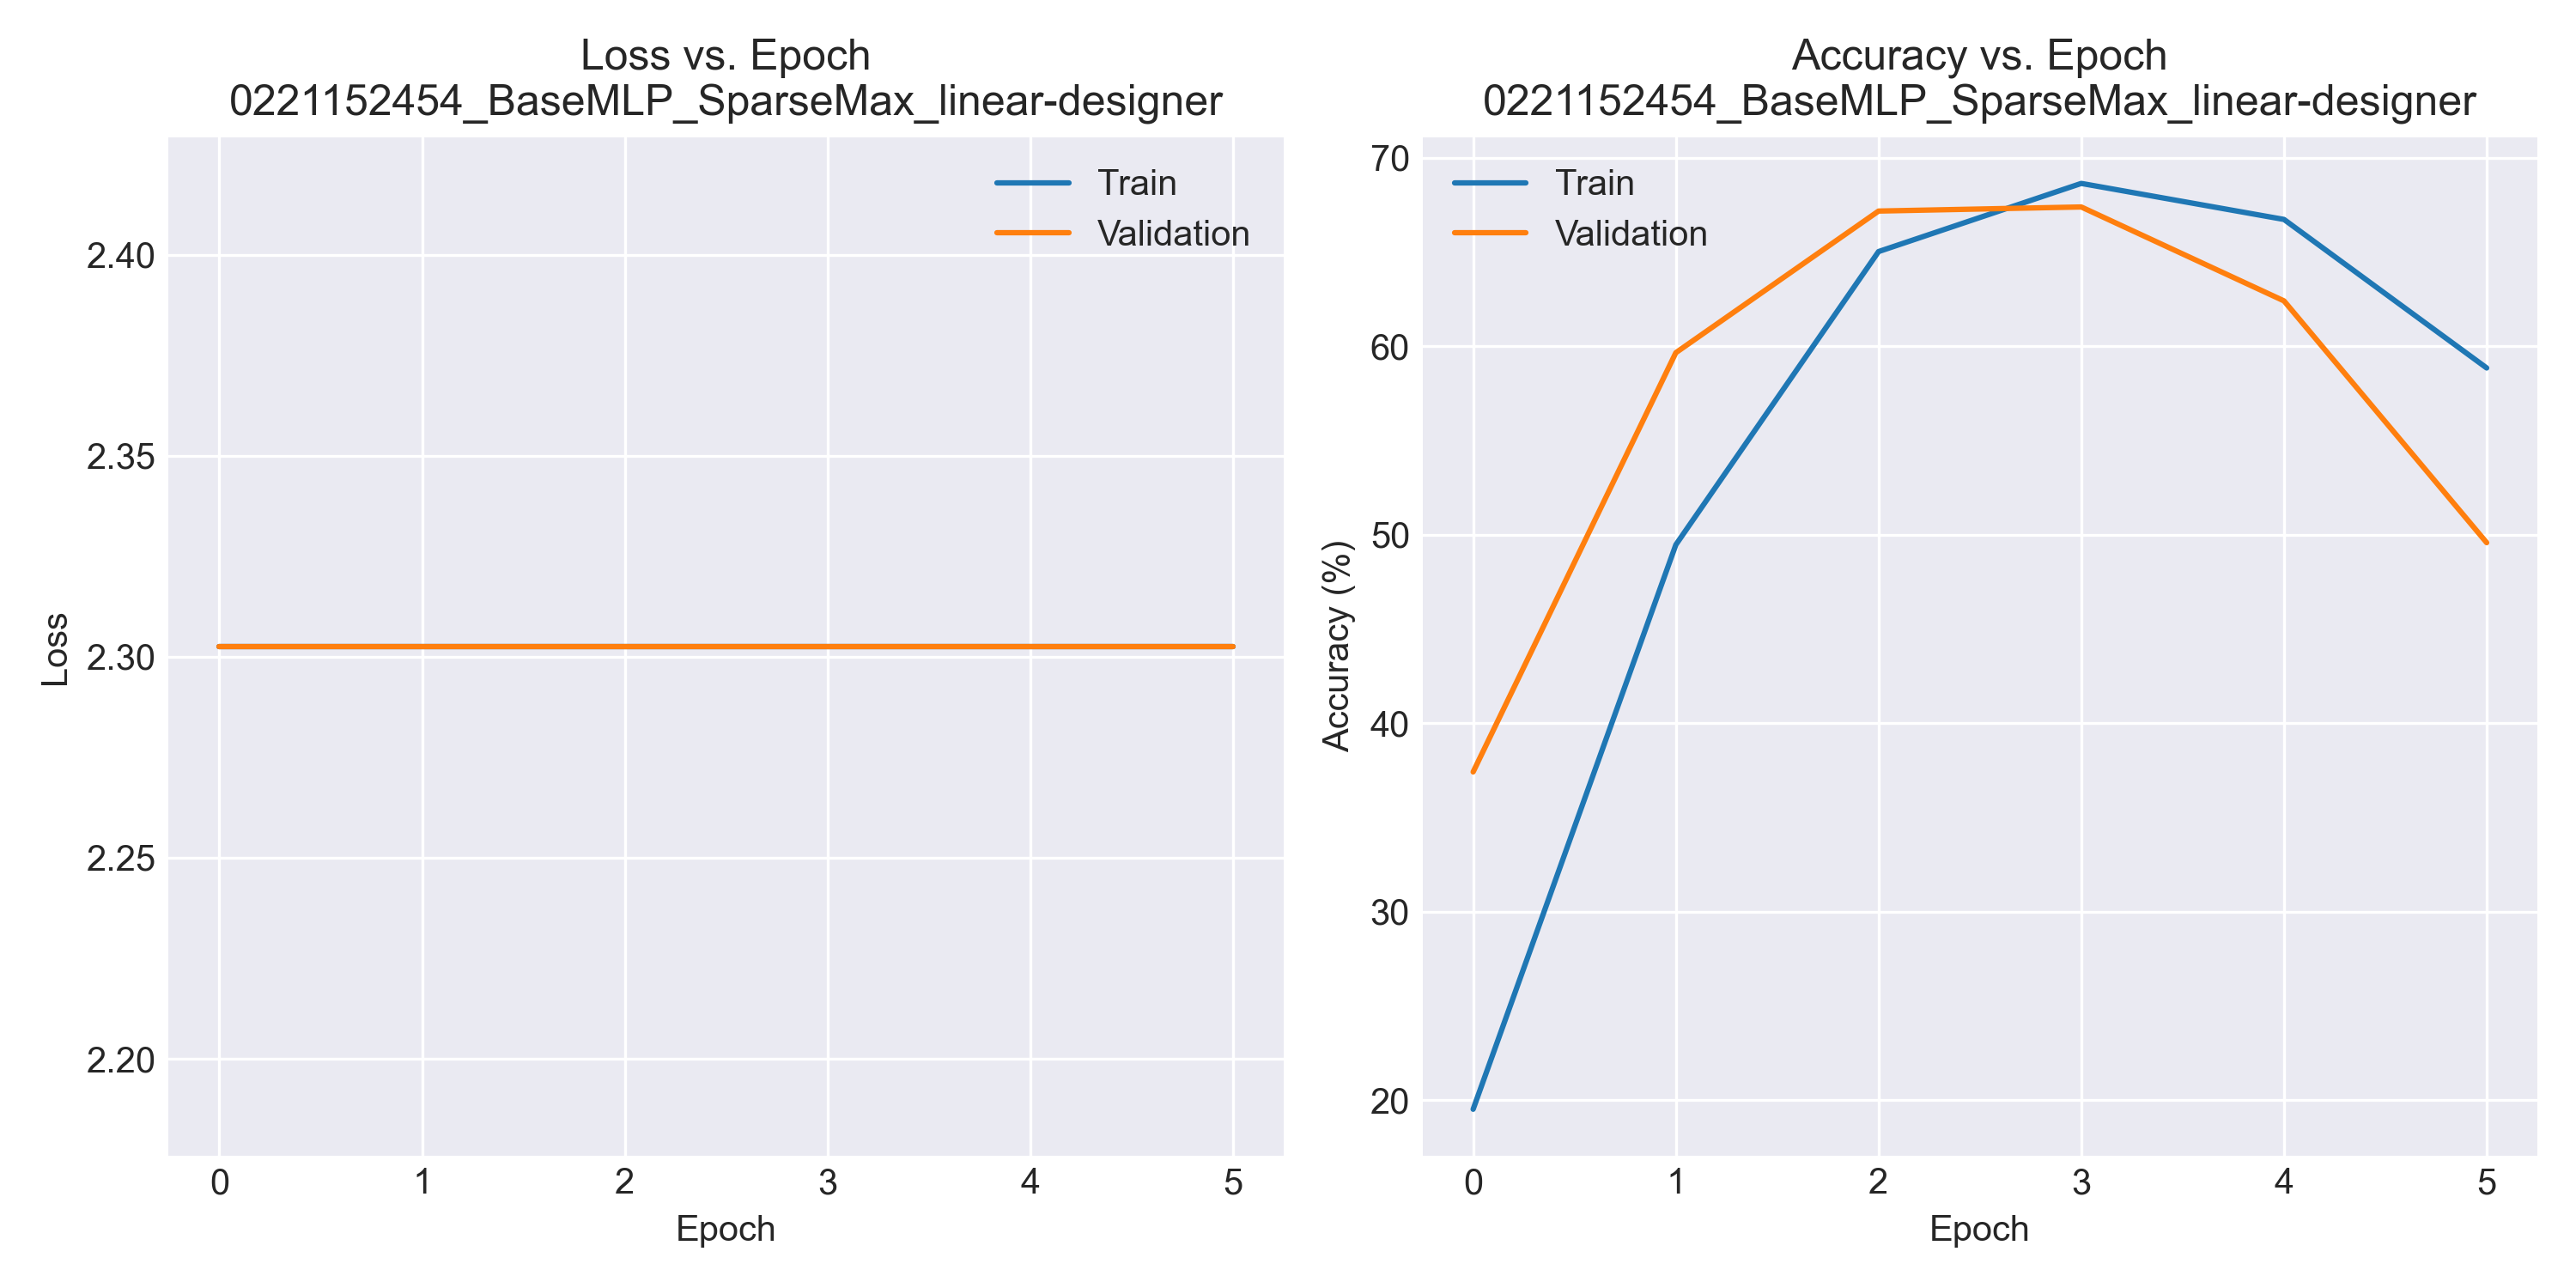 Loss vs. Epoch
0221152454_BaseMLP_SparseMax_linear-designer
Train
Validation
2.40
2.35
2.30
2.25
2.20
Loss
0 1 2 3 4 5
Epoch
Accuracy vs. Epoch
0221152454_BaseMLP_SparseMax_linear-designer
Train
Validation
70
60
50
40
30
20
Accuracy (%)
0 1 2 3 4 5
Epoch